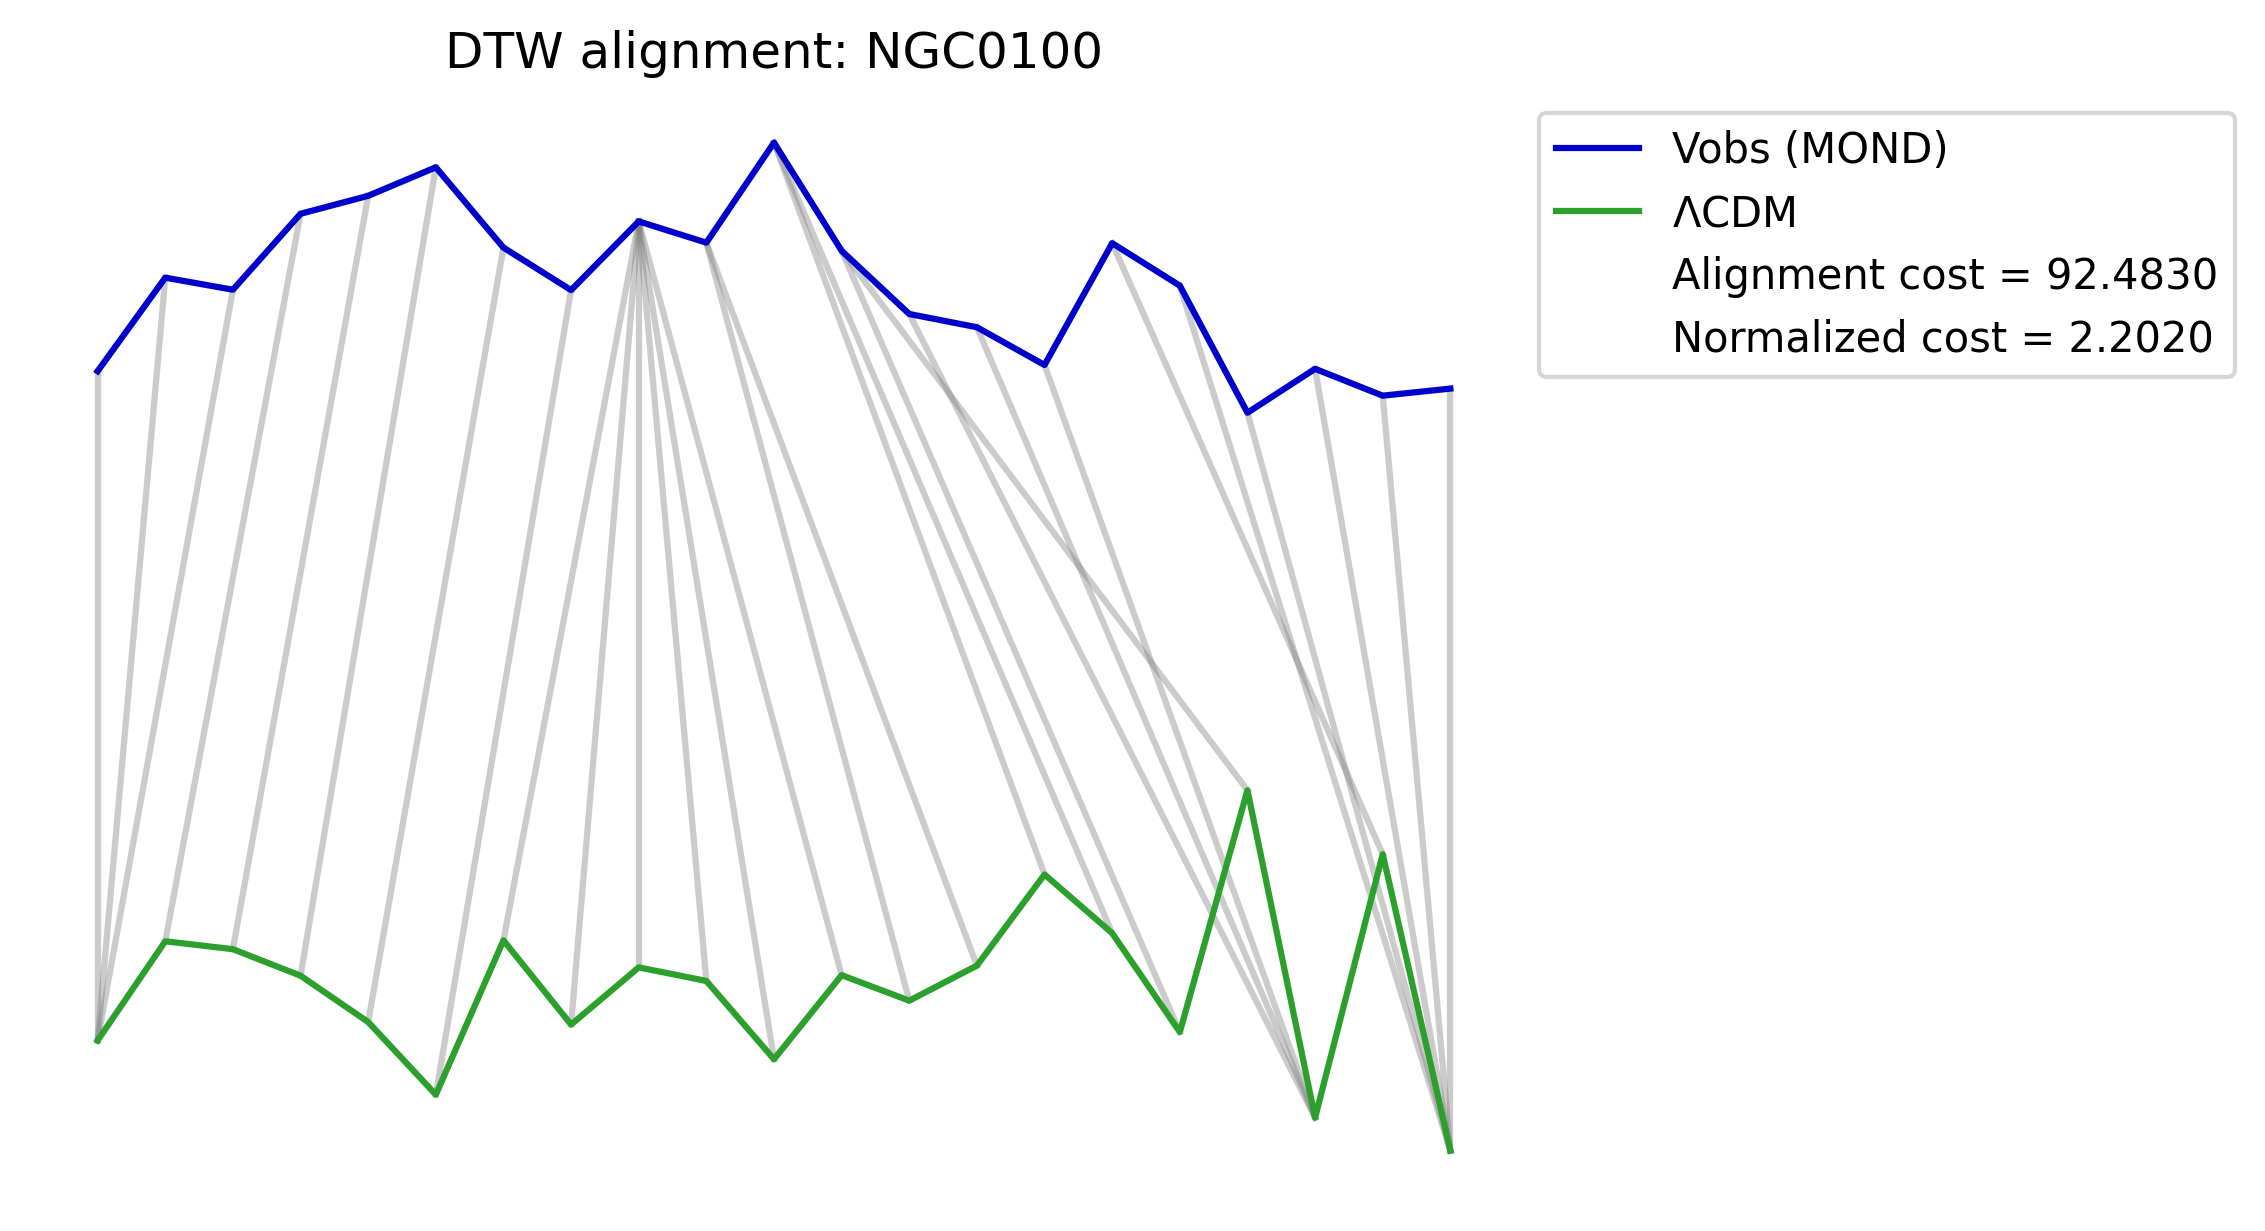 DTW alignment: NGC0100
Vobs (MOND)
ΛCDM
Alignment cost = 92.4830
Normalized cost = 2.2020